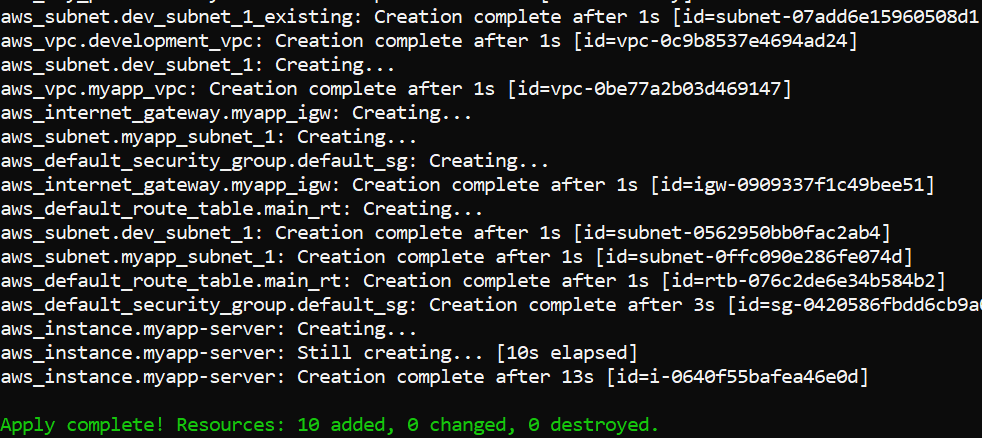 aws_subnet.dev_subnet_1_existing: Creation complete after 1s [id=subnet-07add6e15960508d1
aws_vpc.development_vpc: Creation complete after 1s [id=vpc-0c9b8537e4694ad24]
aws_subnet.dev_subnet_1: Creating...
aws_vpc.myapp_vpc: Creation complete after 1s [id=vpc-0be77a2b03d469147]
aws_internet_gateway.myapp_igw: Creating...
aws_subnet.myapp_subnet_1: Creating...
aws_default_security_group.default_sg: Creating...
aws_internet_gateway.myapp_igw: Creation complete after 1s [id=igw-0909337f1c49bee51]
aws_default_route_table.main_rt: Creating...
aws_subnet.dev_subnet_1: Creation complete after 1s [id=subnet-0562950bb0fac2ab4]
aws_subnet.myapp_subnet_1: Creation complete after 1s [id=subnet-0ffc090e286fe074d]
aws_default_route_table.main_rt: Creation complete after 1s [id=rtb-076c2de6e34b584b2]
aws_default_security_group.default_sg: Creation complete after 3s [id=sg-0420586fbdd6cb9a
aws_instance.myapp-server: Creating...
aws_instance.myapp-server: Still creating... [10s elapsed]
aws_instance.myapp-server: Creation complete after 13s [id=i-0640f55bafea46e0d]
Apply complete! Resources: 10 added, 0 changed, 0 destroyed.